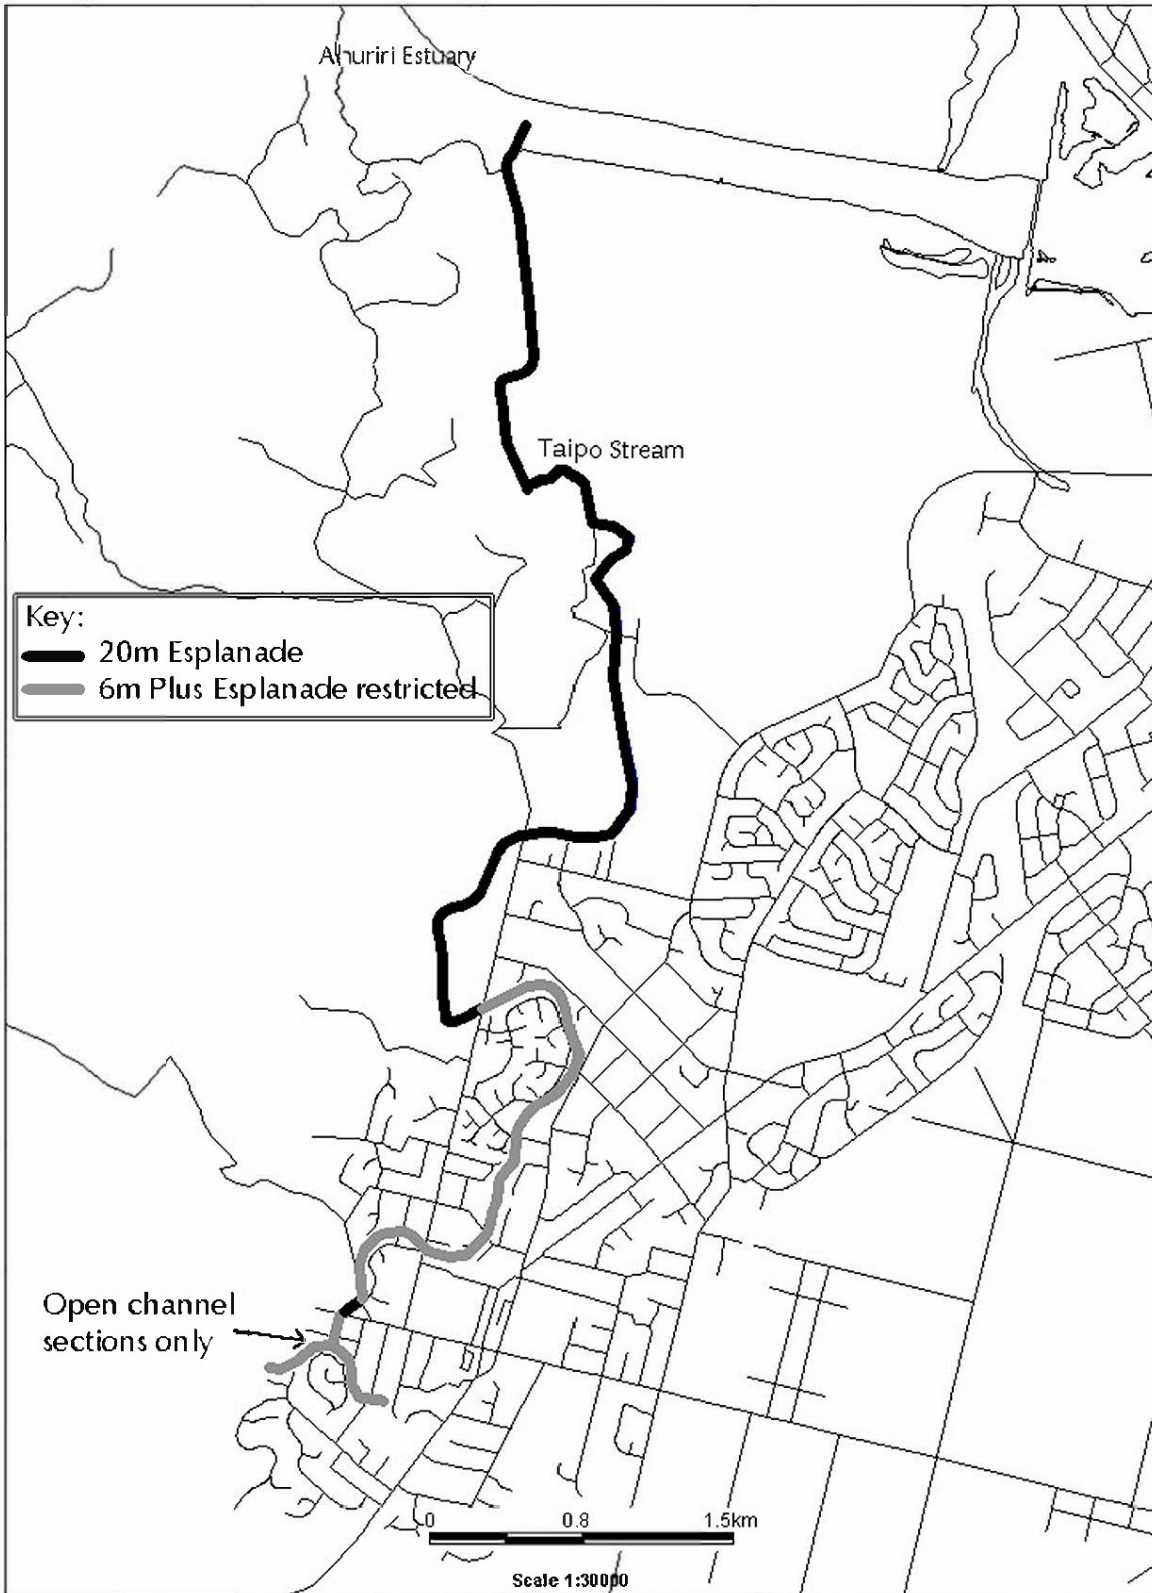 Ahuriri Estuary
Taipo Stream
Key:
20m Esplanade
6m Plus Esplanade restricted
Open channel
sections only
0 0.8 1.5km
Scale 1:30000